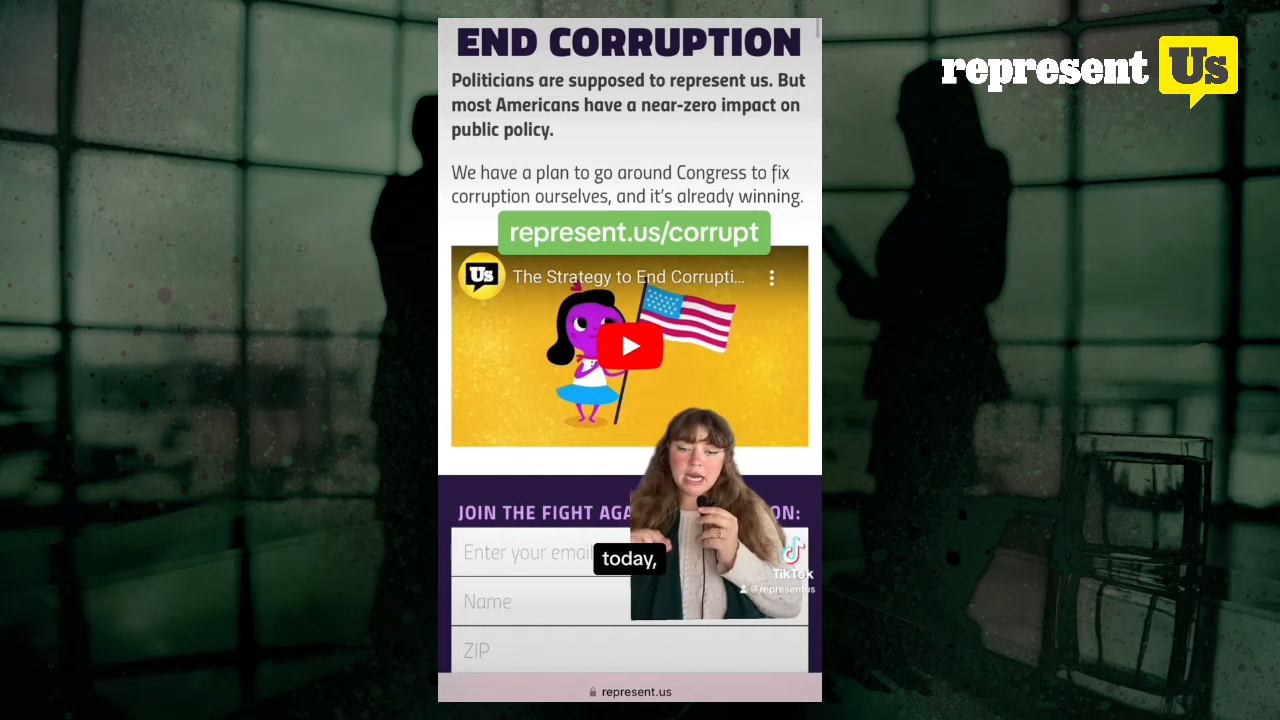 END CORRUPTION
represent Us
Politicians are supposed to represent us. But
most Americans have a near-zero impact on
public policy.
We have a plan to go around Congress to fix
corruption ourselves, and it's already winning.
represent.us/corrupt
Us
The Strategy to End Corrupti...
JOIN THE FIGHT AGA ON:
Enter your email
today,
TikTok
@representus
Name
ZIP
represent.us